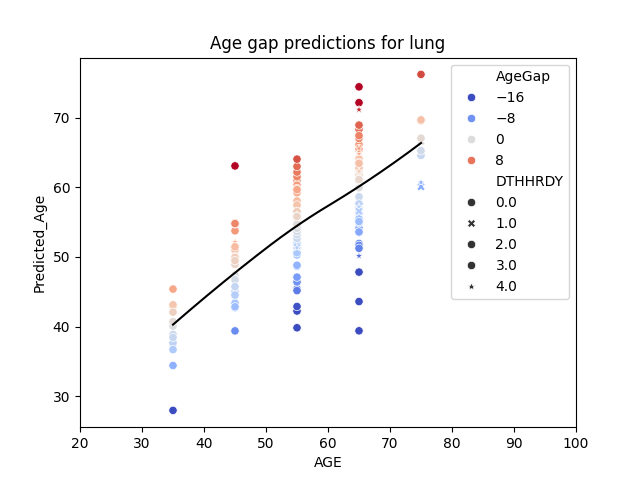 Age gap predictions for lung
AgeGap
−16
−8
0
8
DTHHRDY
0.0
1.0
2.0
3.0
4.0
Predicted_Age
70
60
50
40
30
20 30 40 50 60 70 80 90 100
AGE